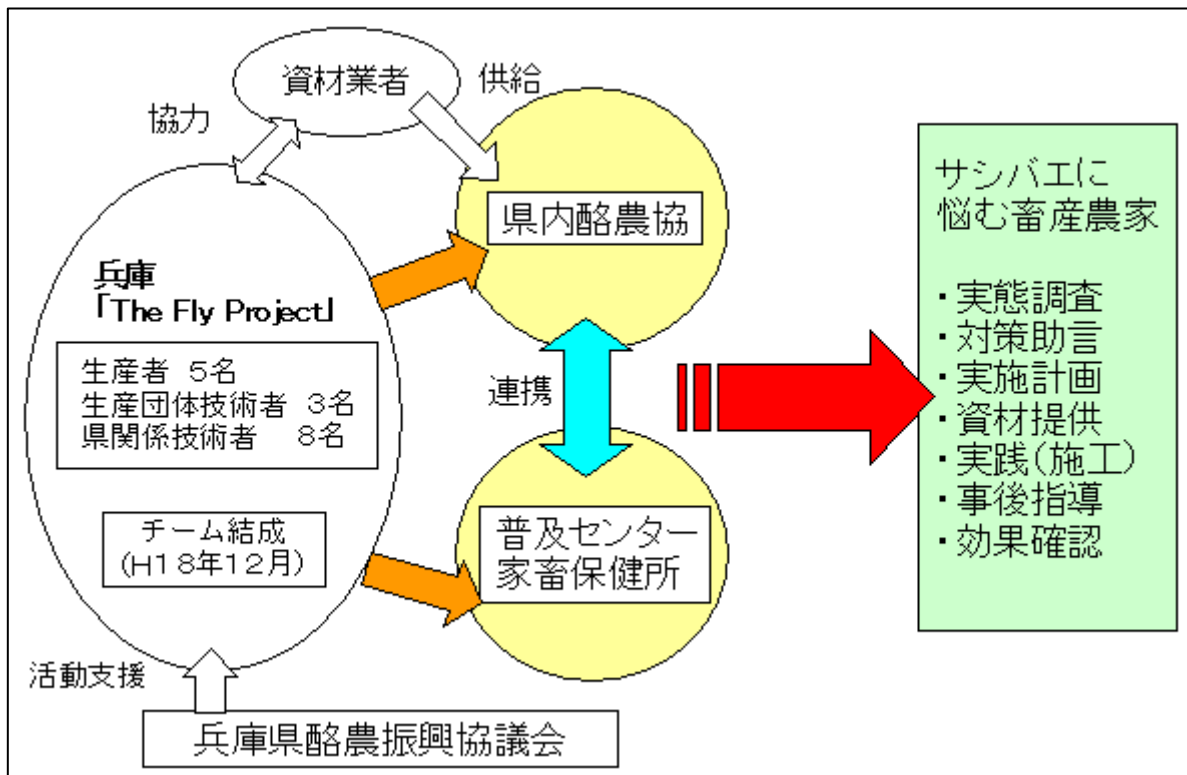 資材業者
供給
協力
県内酪農協
兵庫
「The Fly Project」
生産者 5名
生産団体技術者 3名
県関係技術者 8名
チーム結成
(H18年12月)
連携
普及センター
家畜保健所
活動支援
兵庫県酪農振興協議会
サシバエに
悩む畜産農家
・実態調査
・対策助言
・実施計画
・資材提供
・実践(施工)
・事後指導
・効果確認